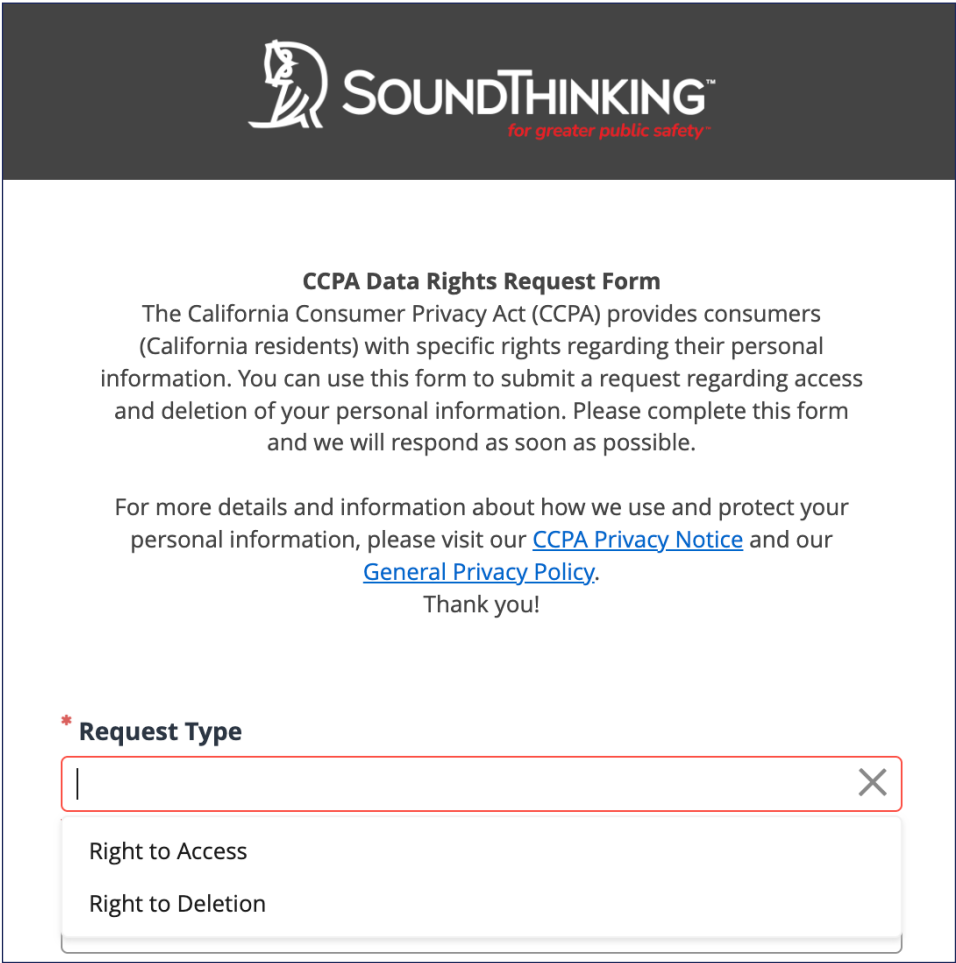 SOUNDTHINKING™
for greater public safety™
CCPA Data Rights Request Form
The California Consumer Privacy Act (CCPA) provides consumers
(California residents) with specific rights regarding their personal
information. You can use this form to submit a request regarding access
and deletion of your personal information. Please complete this form
and we will respond as soon as possible.
For more details and information about how we use and protect your
personal information, please visit our CCPA Privacy Notice and our
General Privacy Policy.
Thank you!
* Request Type
Right to Access
Right to Deletion